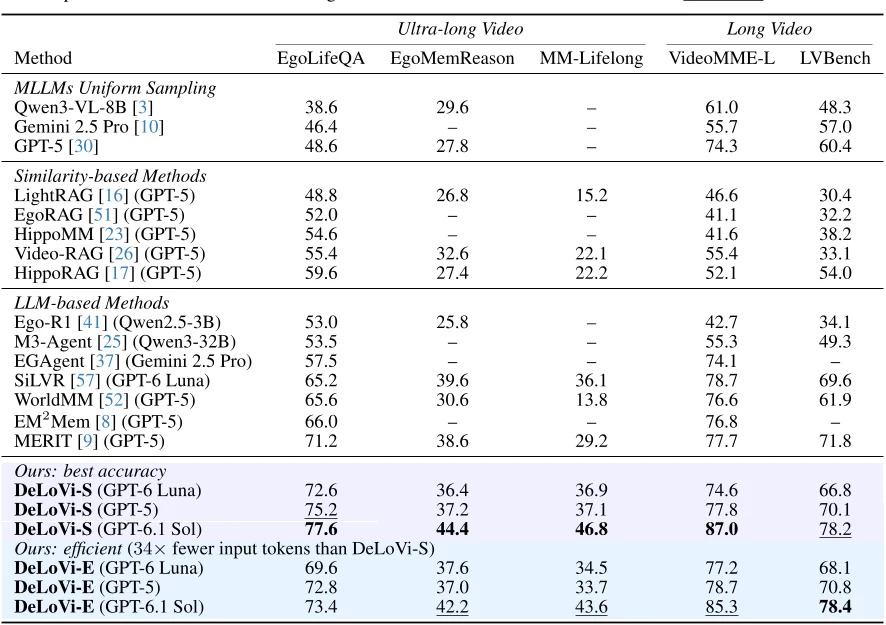 Ultra-long Video Long Video
Method EgoLifeQA EgoMemReason MM-Lifelong VideoMME-L LVBench
MLLMs Uniform Sampling
Qwen3-VL-8B [3] 38.6 29.6 – 61.0 48.3
Gemini 2.5 Pro [10] 46.4 – – 55.7 57.0
GPT-5 [30] 48.6 27.8 – 74.3 60.4
Similarity-based Methods
LightRAG [16] (GPT-5) 48.8 26.8 15.2 46.6 30.4
EgoRAG [51] (GPT-5) 52.0 – – 41.1 32.2
HippoMM [23] (GPT-5) 54.6 – – 41.6 38.2
Video-RAG [26] (GPT-5) 55.4 32.6 22.1 55.4 33.1
HippoRAG [17] (GPT-5) 59.6 27.4 22.2 52.1 54.0
LLM-based Methods
Ego-R1 [41] (Qwen2.5-3B) 53.0 25.8 – 42.7 34.1
M3-Agent [25] (Qwen3-32B) 53.5 – – 55.3 49.3
EGAgent [37] (Gemini 2.5 Pro) 57.5 – – 74.1 –
SiLVR [57] (GPT-6 Luna) 65.2 39.6 36.1 78.7 69.6
WorldMM [52] (GPT-5) 65.6 30.6 13.8 76.6 61.9
EM²Mem [8] (GPT-5) 66.0 – – 76.8 –
MERIT [9] (GPT-5) 71.2 38.6 29.2 77.7 71.8
Ours: best accuracy
DeLoVi-S (GPT-6 Luna) 72.6 36.4 36.9 74.6 66.8
DeLoVi-S (GPT-5) 75.2 37.2 37.1 77.8 70.1
DeLoVi-S (GPT-6.1 Sol) 77.6 44.4 46.8 87.0 78.2
Ours: efficient (34× fewer input tokens than DeLoVi-S)
DeLoVi-E (GPT-6 Luna) 69.6 37.6 34.5 77.2 68.1
DeLoVi-E (GPT-5) 72.8 37.0 33.7 78.7 70.8
DeLoVi-E (GPT-6.1 Sol) 73.4 42.2 43.6 85.3 78.4